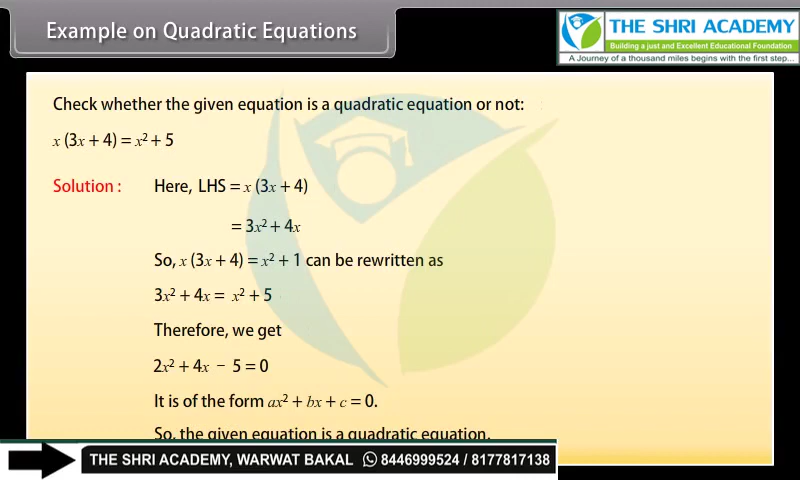 Example on Quadratic Equations
THE SHRI ACADEMY
Building a just and Excellent Educational Foundation
A Journey of a thousand miles begins with the first step...
Check whether the given equation is a quadratic equation or not:
x (3x + 4) = x² + 5
Solution : Here, LHS = x (3x + 4)
= 3x² + 4x
So, x (3x + 4) = x² + 1 can be rewritten as
3x² + 4x = x² + 5
Therefore, we get
2x² + 4x − 5 = 0
It is of the form ax² + bx + c = 0.
So, the given equation is a quadratic equation.
THE SHRI ACADEMY, WARWAT BAKAL 8446999524 / 8177817138